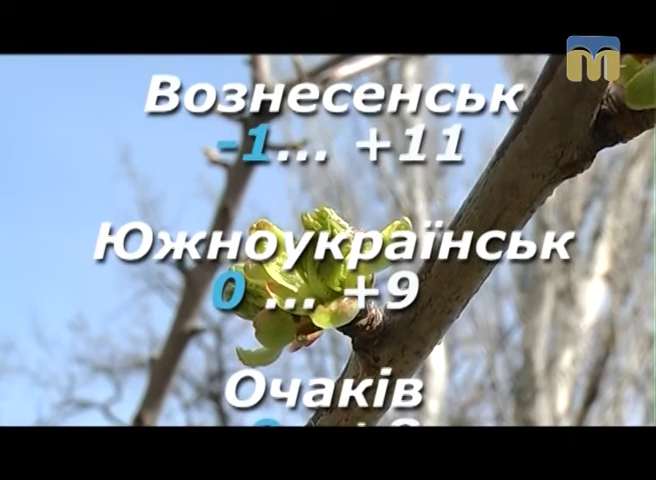 Вознесенськ
-1... +11
Южноукраїнськ
0 ... +9
Очаків